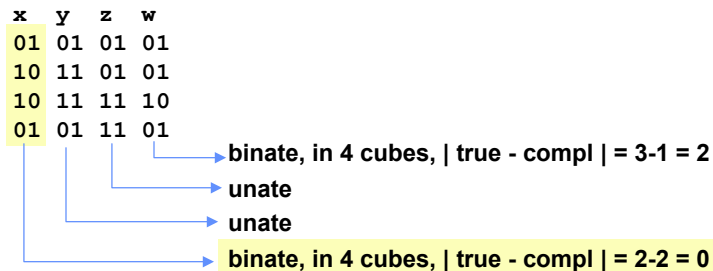 x y z w
01 01 01 01
10 11 01 01
10 11 11 10
01 01 11 01
binate, in 4 cubes, | true - compl | = 3-1 = 2
unate
unate
binate, in 4 cubes, | true - compl | = 2-2 = 0